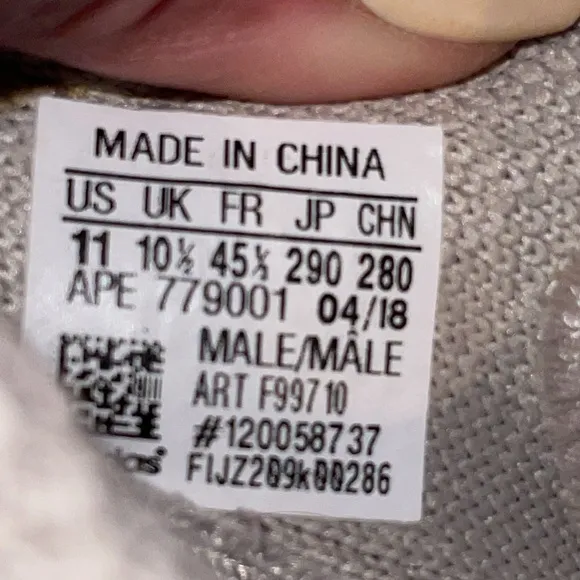 MADE IN CHINA
US UK FR JP CHN
11 10½ 45⅓ 290 280
APE 779001 04/18
MALE/MÂLE
ART F99710
#120058737
FIJZ209k00286